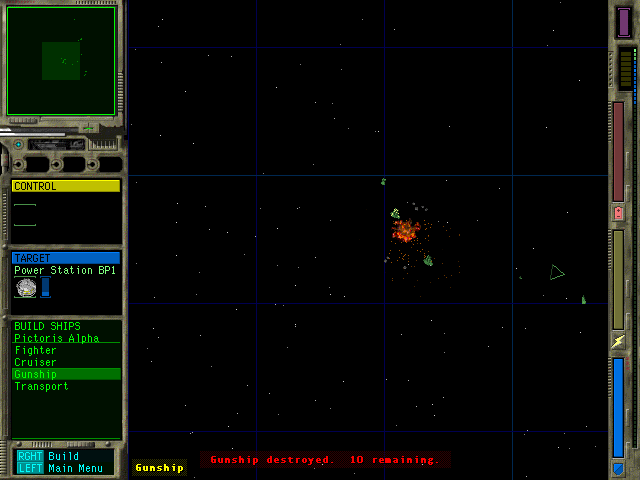 CONTROL
TARGET
Power Station BP1
BUILD SHIPS
Pictoris Alpha
Fighter
Cruiser
Gunship
Transport
RGHT Build
LEFT Main Menu
Gunship
Gunship destroyed. 10 remaining.